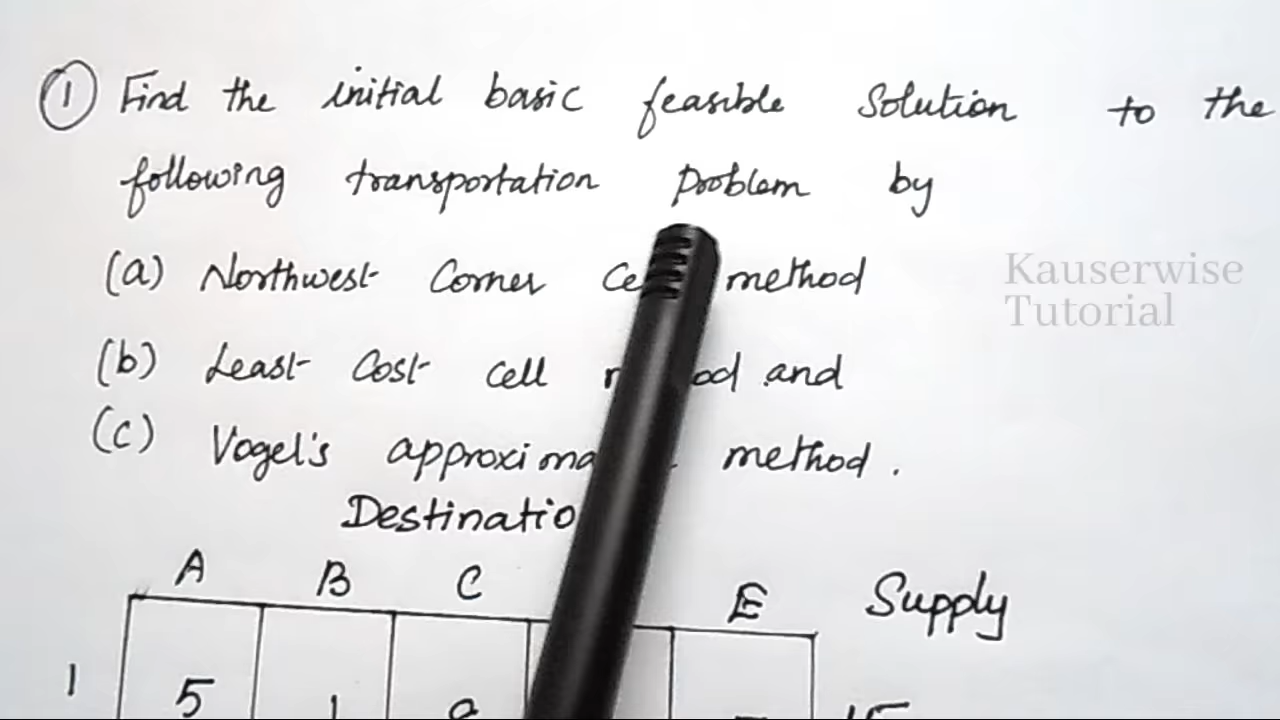 1 Find the initial basic feasible Solution to the
following transportation Problem by
(a) Northwest Corner method
(b) Least Cost cell and
(c) Vogel's method.
Kauserwise
Tutorial
A B C E Supply
1 5